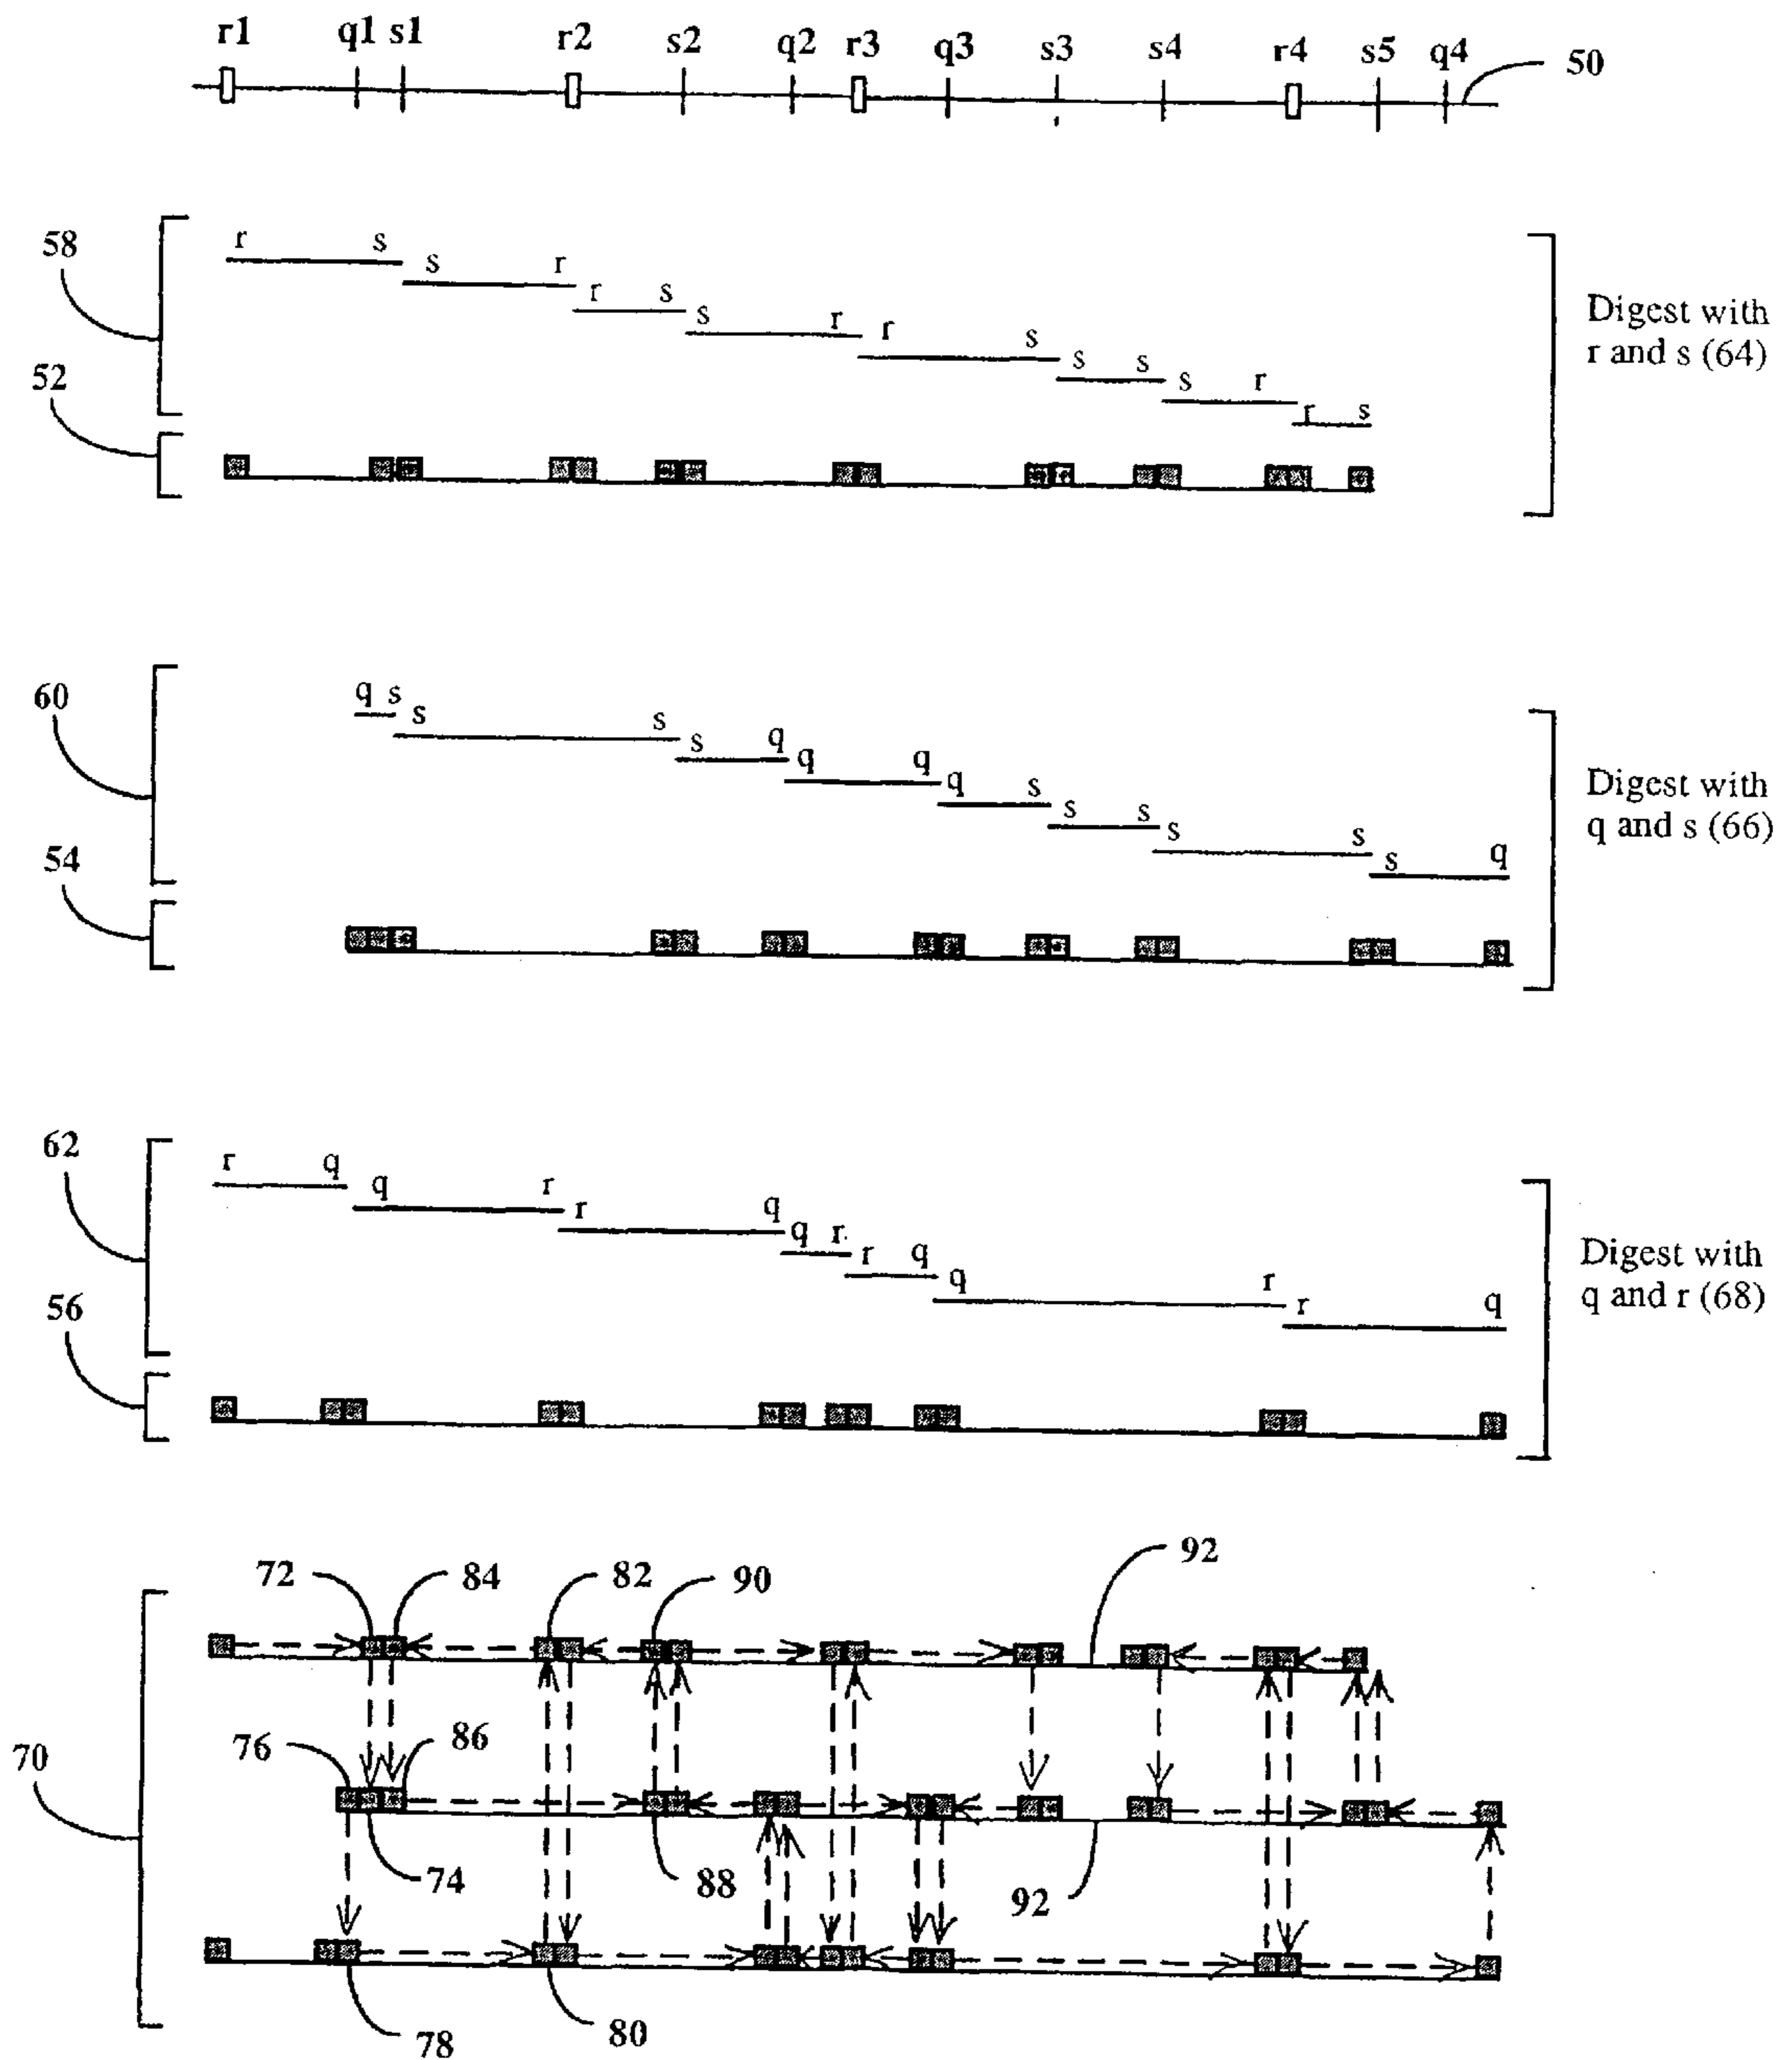 r1 q1 s1 r2 s2 q2 r3 q3 s3 s4 r4 s5 q4
50
58
r s
s r
r s
s r
r s
s s
s r
r s
Digest with
r and s (64)
52
60
q s
s s
s q
q q
q s
s s
s s
s q
Digest with
q and s (66)
54
62
r q
q r
r q
q r
r q
q r
r q
Digest with
q and r (68)
56
72 84 82 90 92
70
76 86
74 88 92
78 80